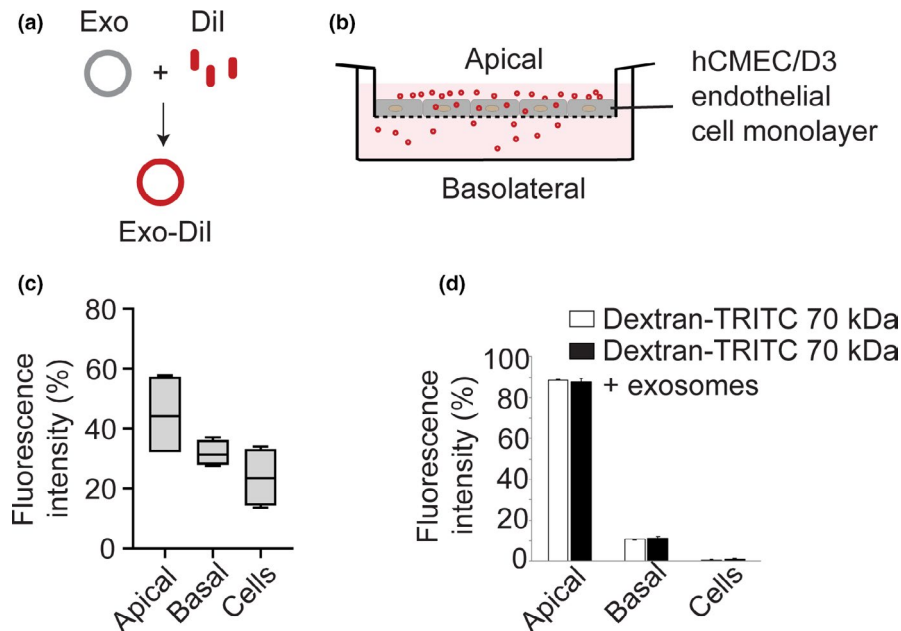 (a)
Exo
DiI
+
Exo-DiI
(b)
Apical
hCMEC/D3
endothelial
cell monolayer
Basolateral
(c)
Fluorescence
intensity (%)
80
60
40
20
0
Apical
Basal
Cells
(d)
Dextran-TRITC 70 kDa
Dextran-TRITC 70 kDa
+ exosomes
Fluorescence
intensity (%)
100
80
60
40
20
0
Apical
Basal
Cells